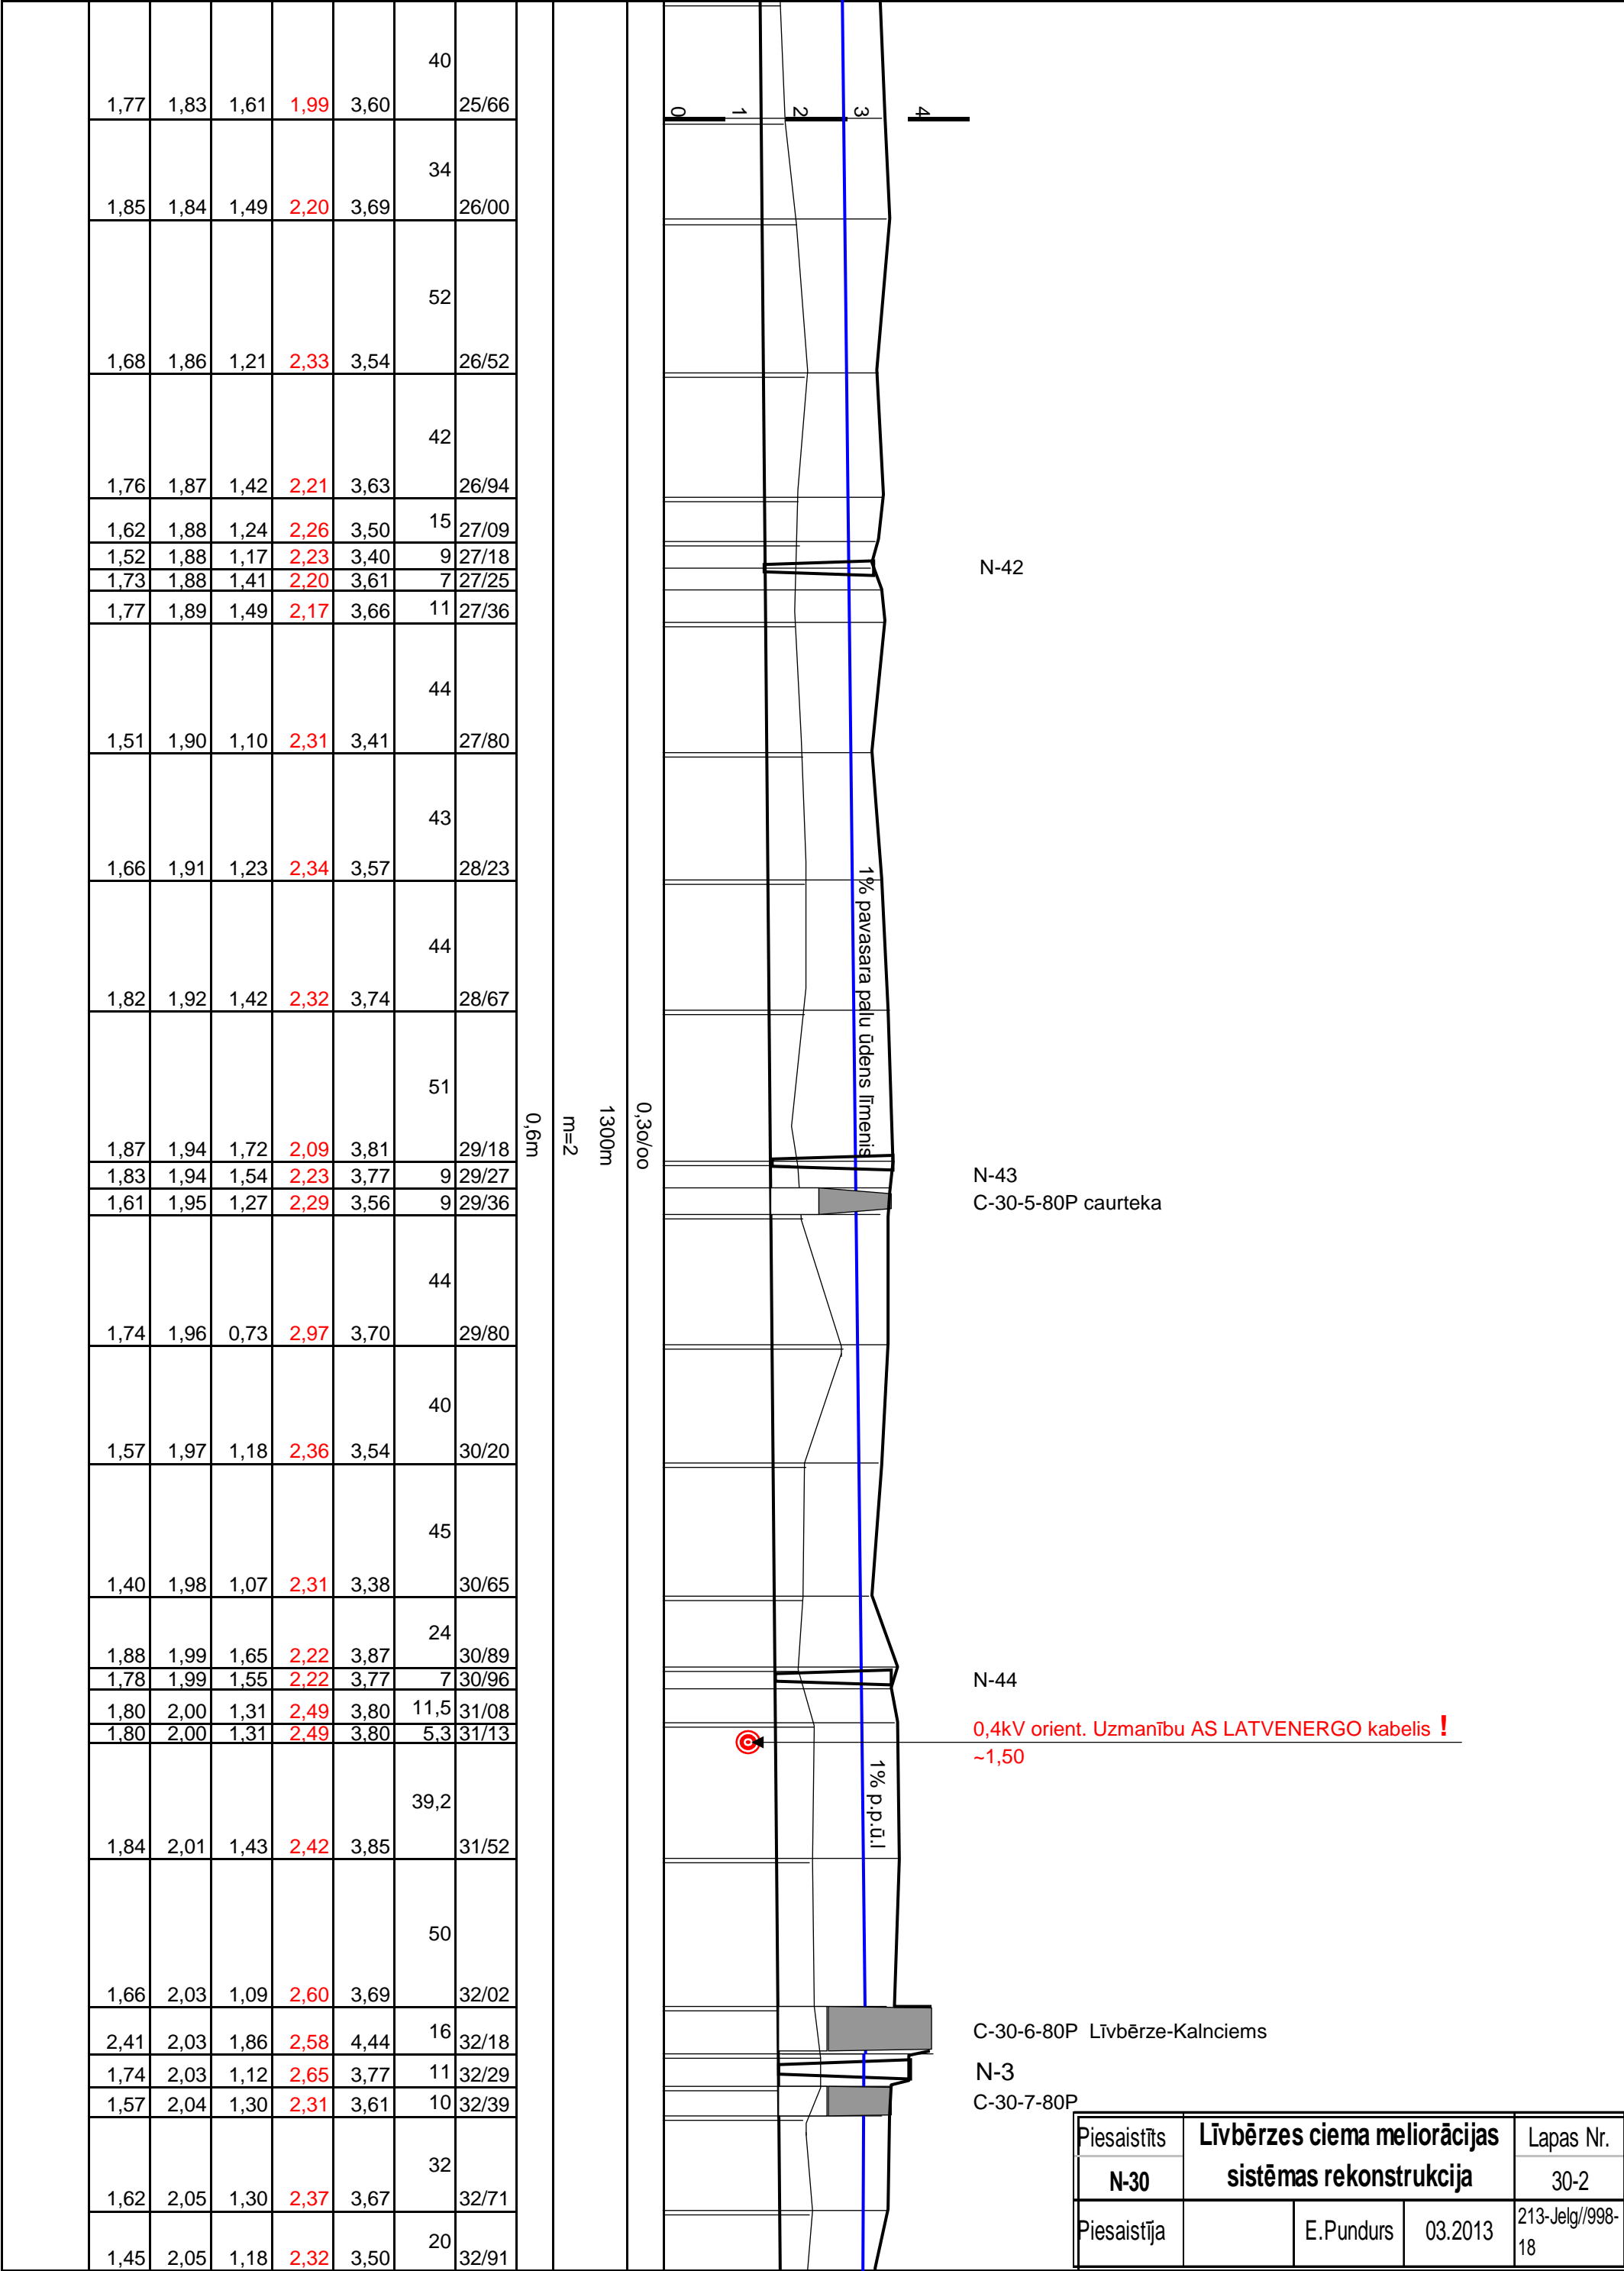 40
1,77 1,83 1,61 1,99 3,60 25/66
0 1 2 3 4
34
1,85 1,84 1,49 2,20 3,69 26/00
52
1,68 1,86 1,21 2,33 3,54 26/52
42
1,76 1,87 1,42 2,21 3,63 26/94
1,62 1,88 1,24 2,26 3,50 15 27/09
1,52 1,88 1,17 2,23 3,40 9 27/18
N-42
1,73 1,88 1,41 2,20 3,61 7 27/25
1,77 1,89 1,49 2,17 3,66 11 27/36
44
1,51 1,90 1,10 2,31 3,41 27/80
43
1,66 1,91 1,23 2,34 3,57 28/23
1% pavasara palu ūdens līmenis
44
1,82 1,92 1,42 2,32 3,74 28/67
51
0,6m
m=2
1300m
0,3o/oo
1,87 1,94 1,72 2,09 3,81 29/18
1,83 1,94 1,54 2,23 3,77 9 29/27
N-43
1,61 1,95 1,27 2,29 3,56 9 29/36
C-30-5-80P caurteka
44
1,74 1,96 0,73 2,97 3,70 29/80
40
1,57 1,97 1,18 2,36 3,54 30/20
45
1,40 1,98 1,07 2,31 3,38 30/65
24
1,88 1,99 1,65 2,22 3,87 30/89
1,78 1,99 1,55 2,22 3,77 7 30/96
N-44
1,80 2,00 1,31 2,49 3,80 11,5 31/08
1,80 2,00 1,31 2,49 3,80 5,3 31/13
0,4kV orient. Uzmanību AS LATVENERGO kabelis !
~1,50
1% p.p.ū.l
39,2
1,84 2,01 1,43 2,42 3,85 31/52
50
1,66 2,03 1,09 2,60 3,69 32/02
2,41 2,03 1,86 2,58 4,44 16 32/18
C-30-6-80P Līvbērze-Kalnciems
1,74 2,03 1,12 2,65 3,77 11 32/29
N-3
1,57 2,04 1,30 2,31 3,61 10 32/39
C-30-7-80P
32
1,62 2,05 1,30 2,37 3,67 32/71
20
1,45 2,05 1,18 2,32 3,50 32/91
Piesaistīts
N-30
Līvbērzes ciema meliorācijas
sistēmas rekonstrukcija
Lapas Nr.
30-2
Piesaistīja
E.Pundurs
03.2013
213-Jelg//998-
18